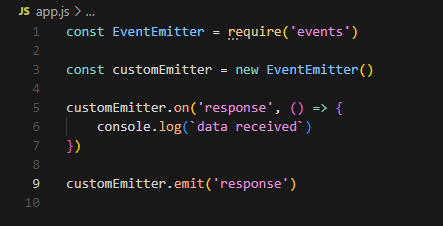 JS app.js > ...
1 const EventEmitter = require('events')
2
3 const customEmitter = new EventEmitter()
4
5 customEmitter.on('response', () => {
6     console.log(`data received`)
7 })
8
9 customEmitter.emit('response')
10